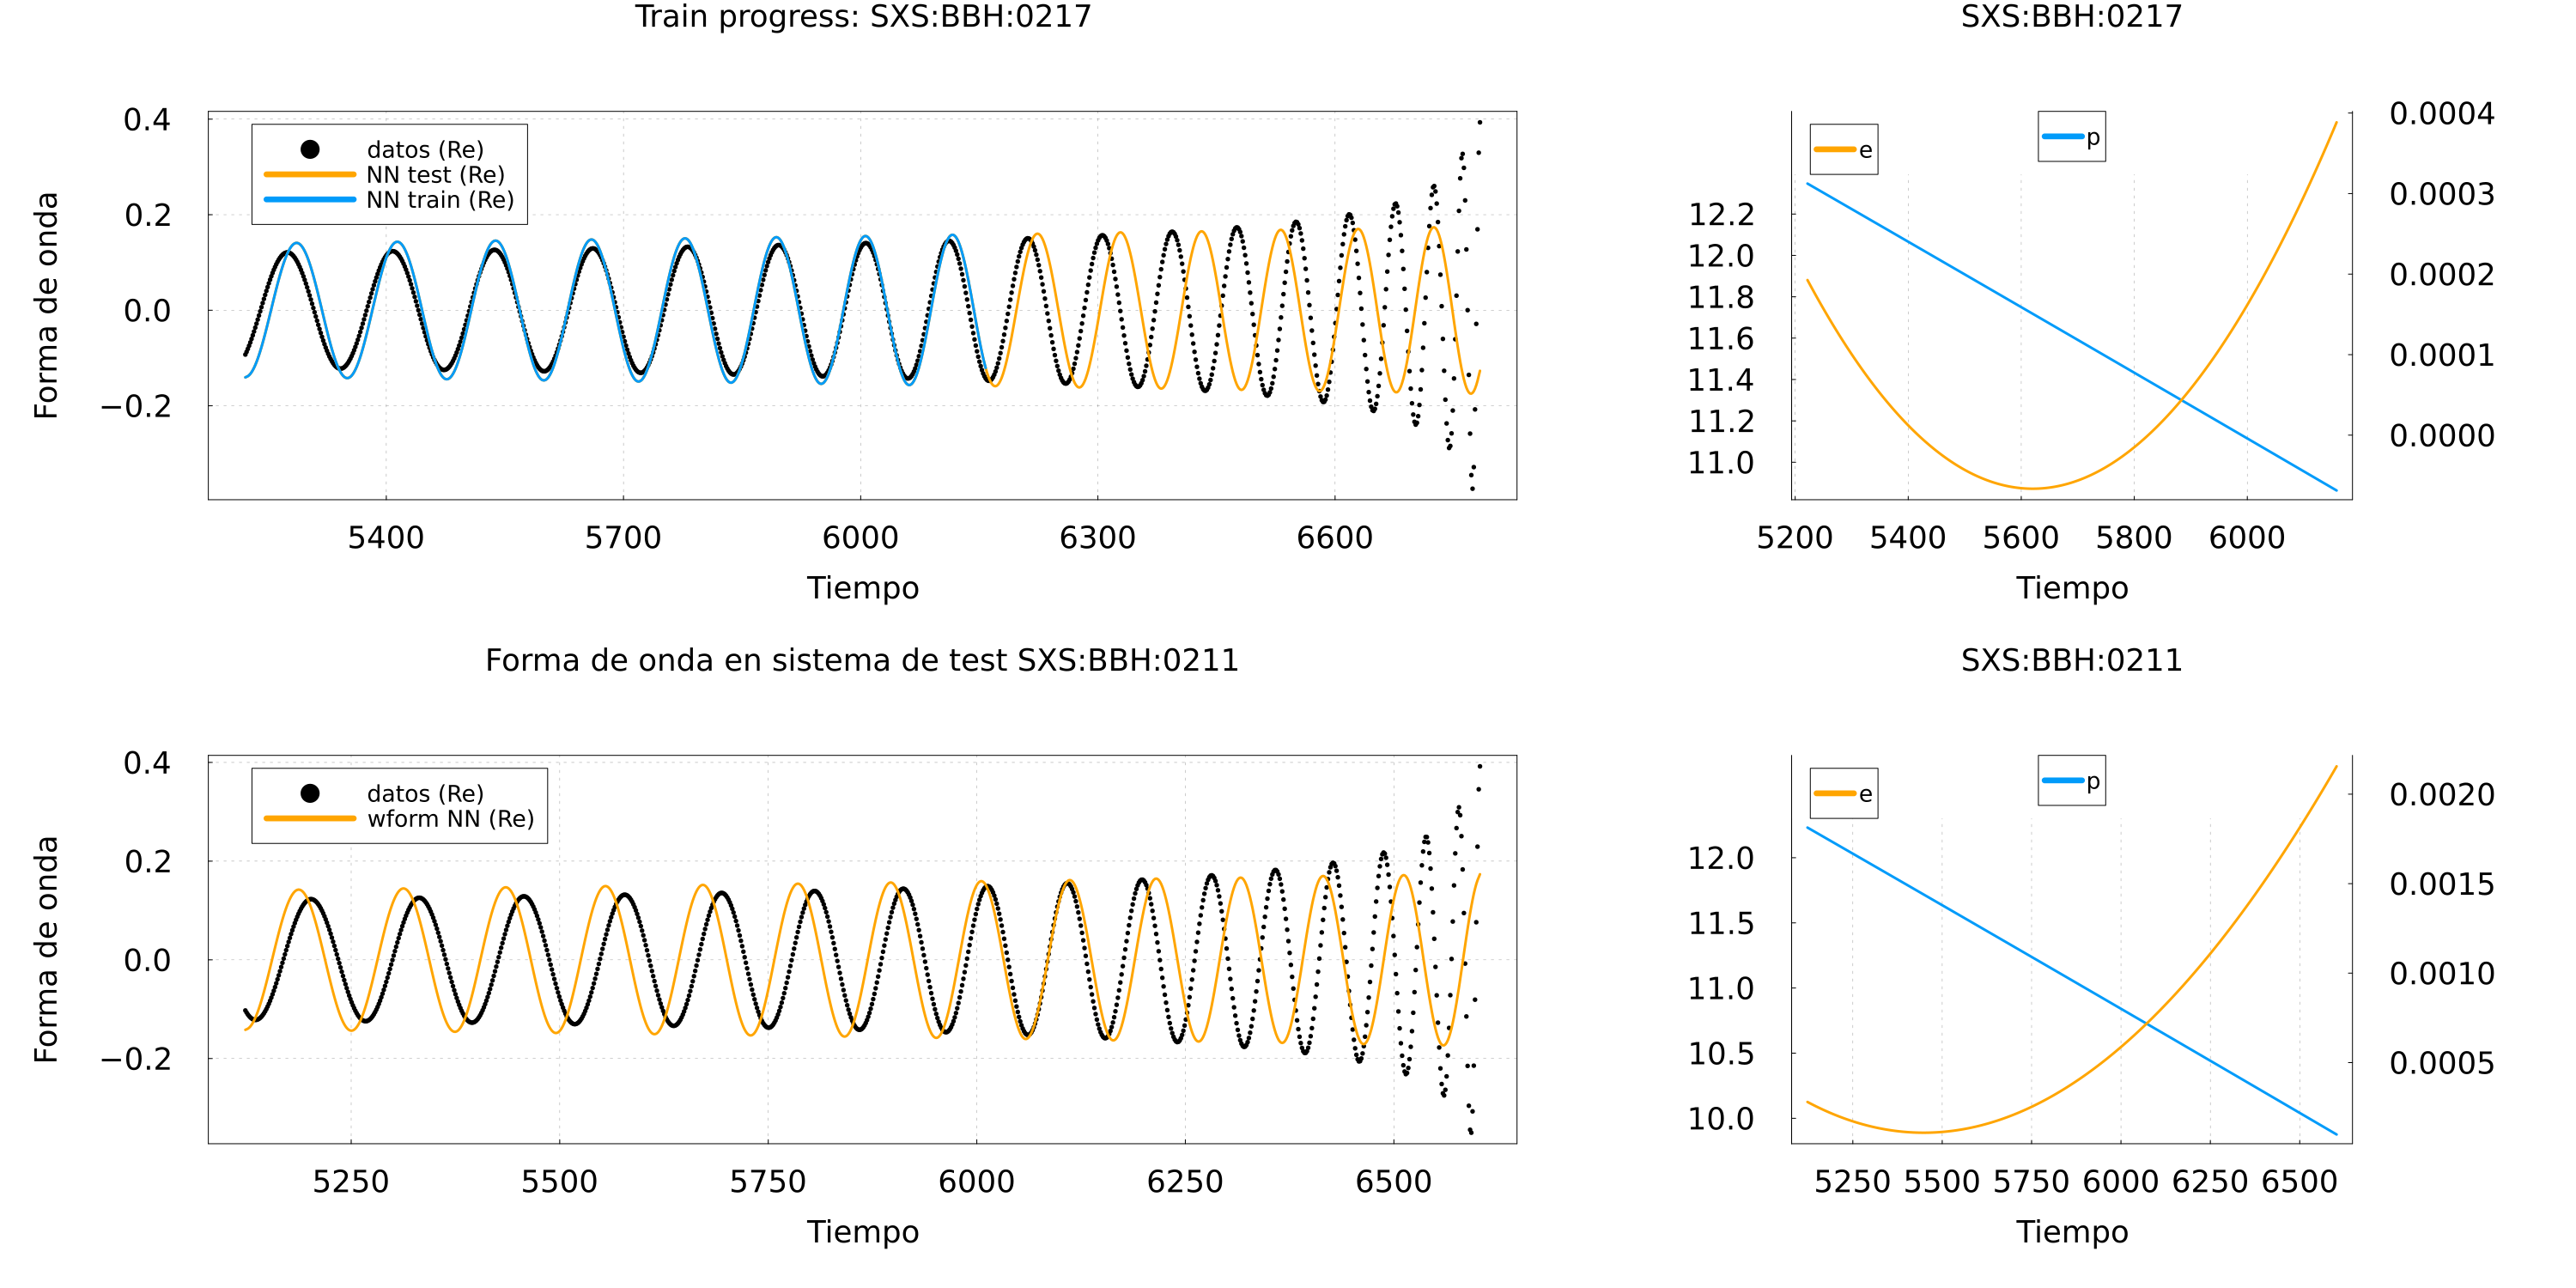 Train progress: SXS:BBH:0217
Forma de onda
0.4
0.2
0.0
−0.2
datos (Re)
NN test (Re)
NN train (Re)
5400 5700 6000 6300 6600
Tiempo
SXS:BBH:0217
e
p
12.2
12.0
11.8
11.6
11.4
11.2
11.0
0.0004
0.0003
0.0002
0.0001
0.0000
5200 5400 5600 5800 6000
Tiempo
Forma de onda en sistema de test SXS:BBH:0211
Forma de onda
0.4
0.2
0.0
−0.2
datos (Re)
wform NN (Re)
5250 5500 5750 6000 6250 6500
Tiempo
SXS:BBH:0211
e
p
12.0
11.5
11.0
10.5
10.0
0.0020
0.0015
0.0010
0.0005
5250 5500 5750 6000 6250 6500
Tiempo